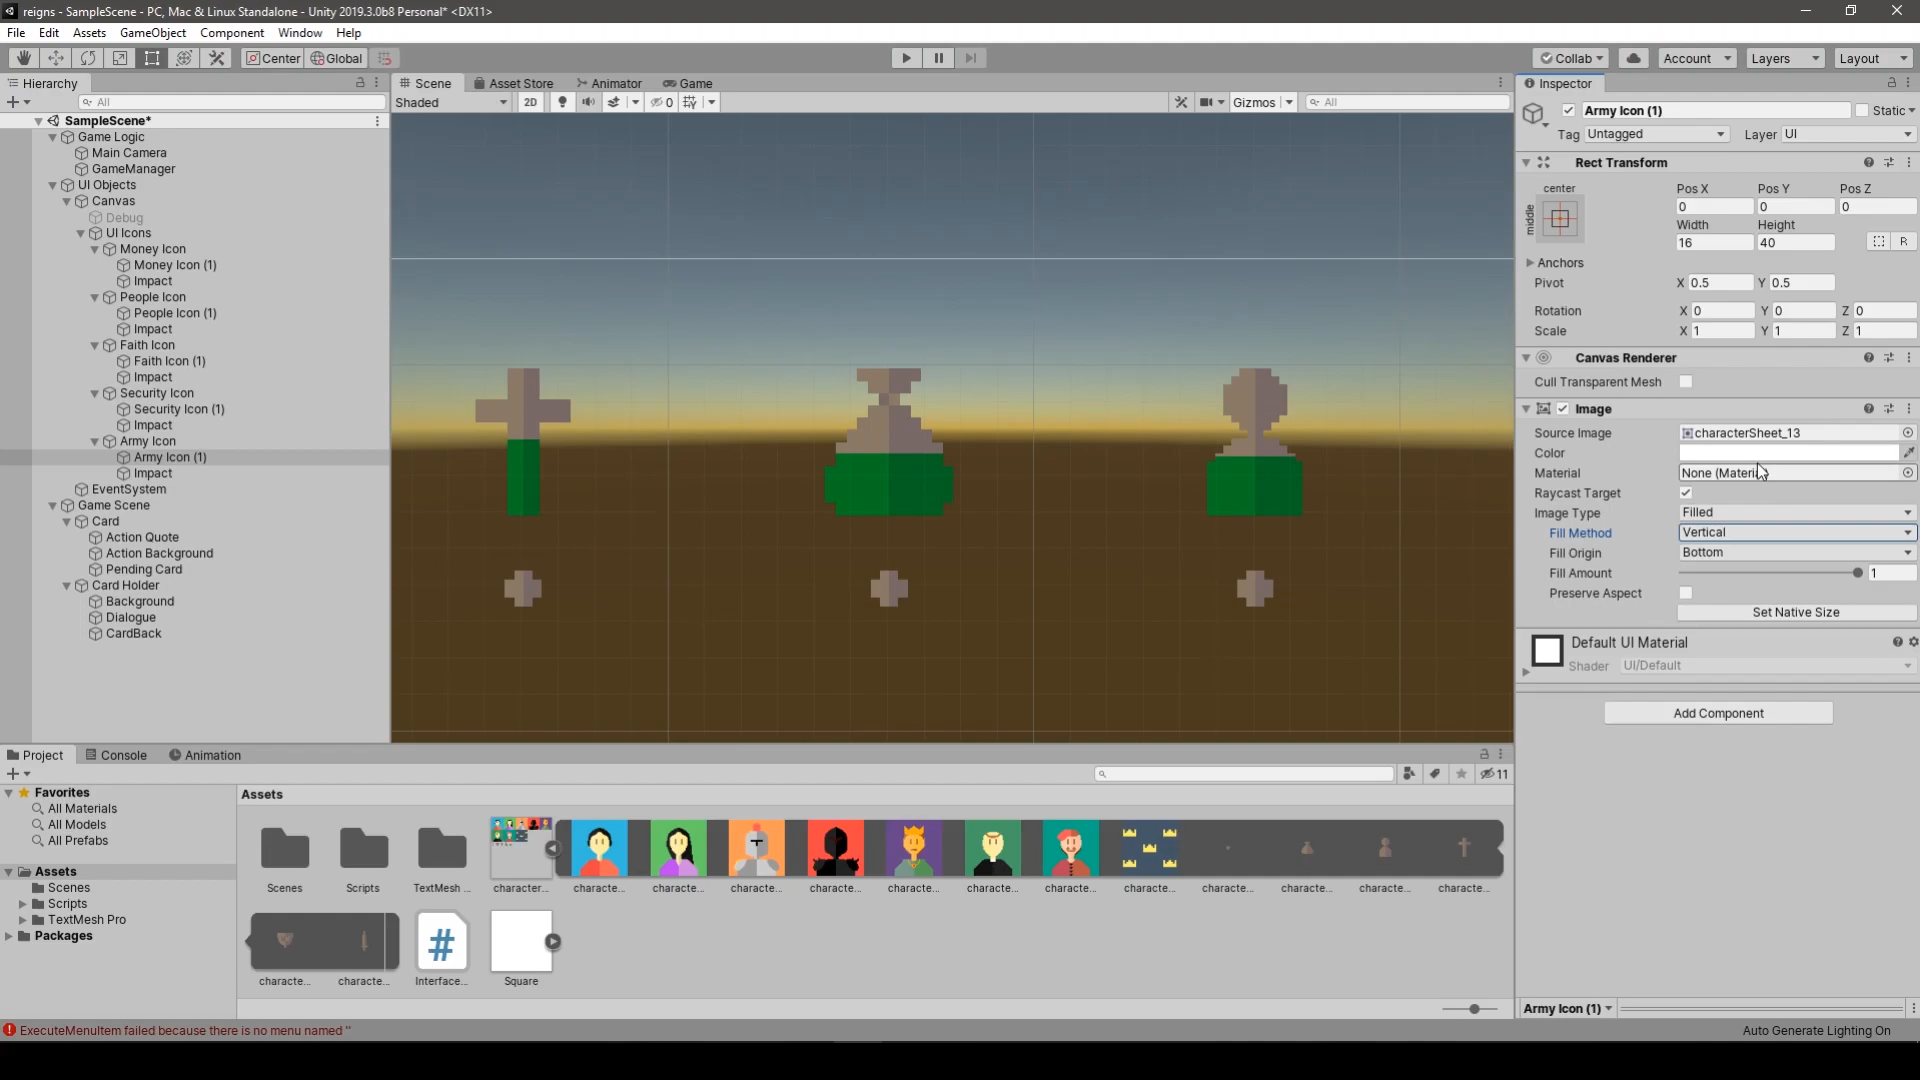 reigns - SampleScene - PC, Mac & Linux Standalone - Unity 2019.3.0b8 Personal* <DX11>
File Edit Assets GameObject Component Window Help
Center Global Collab Account Layers Layout
Hierarchy
All
SampleScene*
Game Logic
Main Camera
GameManager
UI Objects
Canvas
Debug
UI Icons
Money Icon
Money Icon (1)
Impact
People Icon
People Icon (1)
Impact
Faith Icon
Faith Icon (1)
Impact
Security Icon
Security Icon (1)
Impact
Army Icon
Army Icon (1)
Impact
EventSystem
Game Scene
Card
Action Quote
Action Background
Pending Card
Card Holder
Background
Dialogue
CardBack
Scene Asset Store Animator Game
Shaded 2D 0 Gizmos All
Inspector
Army Icon (1) Static
Tag Untagged Layer UI
Rect Transform
center
middle
Pos X Pos Y Pos Z
0 0 0
Width Height
16 40 R
Anchors
Pivot X 0.5 Y 0.5
Rotation X 0 Y 0 Z 0
Scale X 1 Y 1 Z 1
Canvas Renderer
Cull Transparent Mesh
Image
Source Image characterSheet_13
Color
Material None (Material)
Raycast Target
Image Type Filled
Fill Method Vertical
Fill Origin Bottom
Fill Amount 1
Preserve Aspect
Set Native Size
Default UI Material
Shader UI/Default
Add Component
Army Icon (1)
Project Console Animation
11
Favorites
All Materials
All Models
All Prefabs
Assets
Scenes
Scripts
TextMesh Pro
Packages
Assets
Scenes Scripts TextMesh ... character... characte... characte... characte... characte... characte... characte... characte... characte... characte... characte... characte... characte...
characte... characte... # Interface... Square
ExecuteMenuItem failed because there is no menu named ''
Auto Generate Lighting On